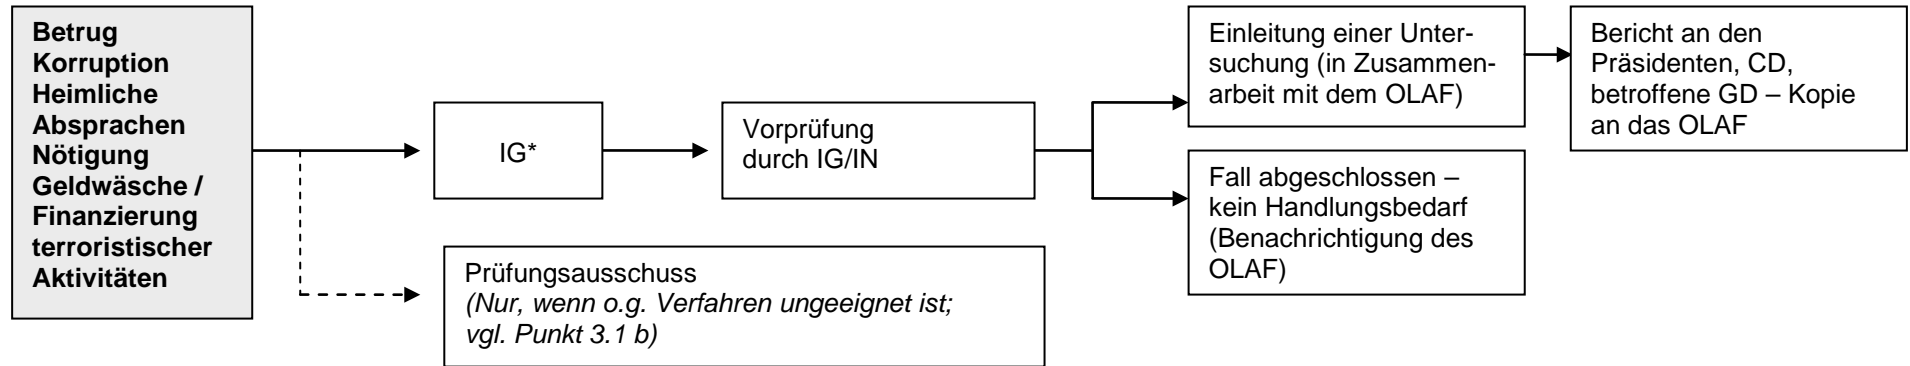 Betrug
Korruption
Heimliche
Absprachen
Nötigung
Geldwäsche /
Finanzierung
terroristischer
Aktivitäten
IG*
Prüfungsausschuss
(Nur, wenn o.g. Verfahren ungeeignet ist;
vgl. Punkt 3.1 b)
Vorprüfung
durch IG/IN
Einleitung einer Unter-
suchung (in Zusammen-
arbeit mit dem OLAF)
Fall abgeschlossen –
kein Handlungsbedarf
(Benachrichtigung des
OLAF)
Bericht an den
Präsidenten, CD,
betroffene GD – Kopie
an das OLAF